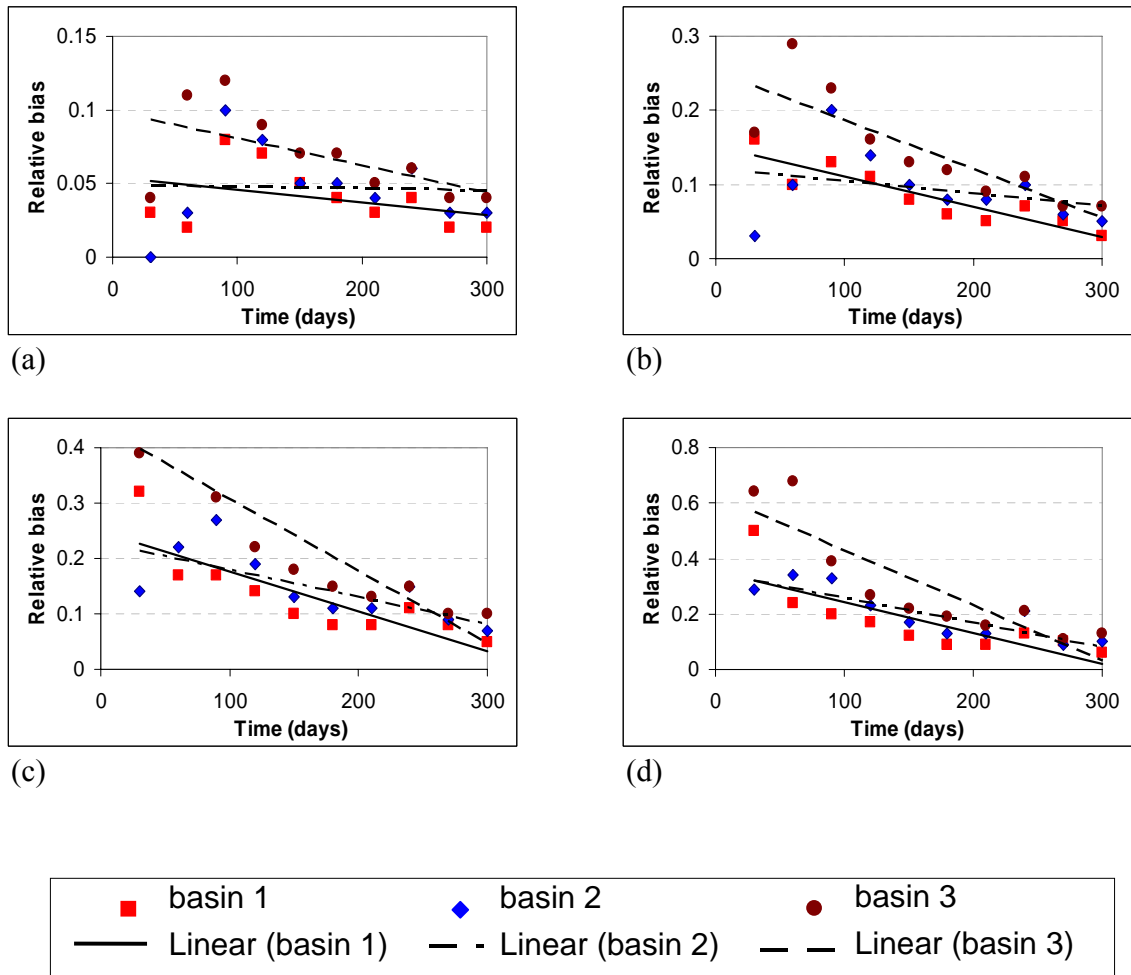 0.15
0.1
0.05
0
Relative bias
0 100 200 300
Time (days)
(a)
0.3
0.2
0.1
0
Relative bias
0 100 200 300
Time (days)
(b)
0.4
0.3
0.2
0.1
0
Relative bias
0 100 200 300
Time (days)
(c)
0.8
0.6
0.4
0.2
0
Relative bias
0 100 200 300
Time (days)
(d)
basin 1 basin 2 basin 3
Linear (basin 1) Linear (basin 2) Linear (basin 3)